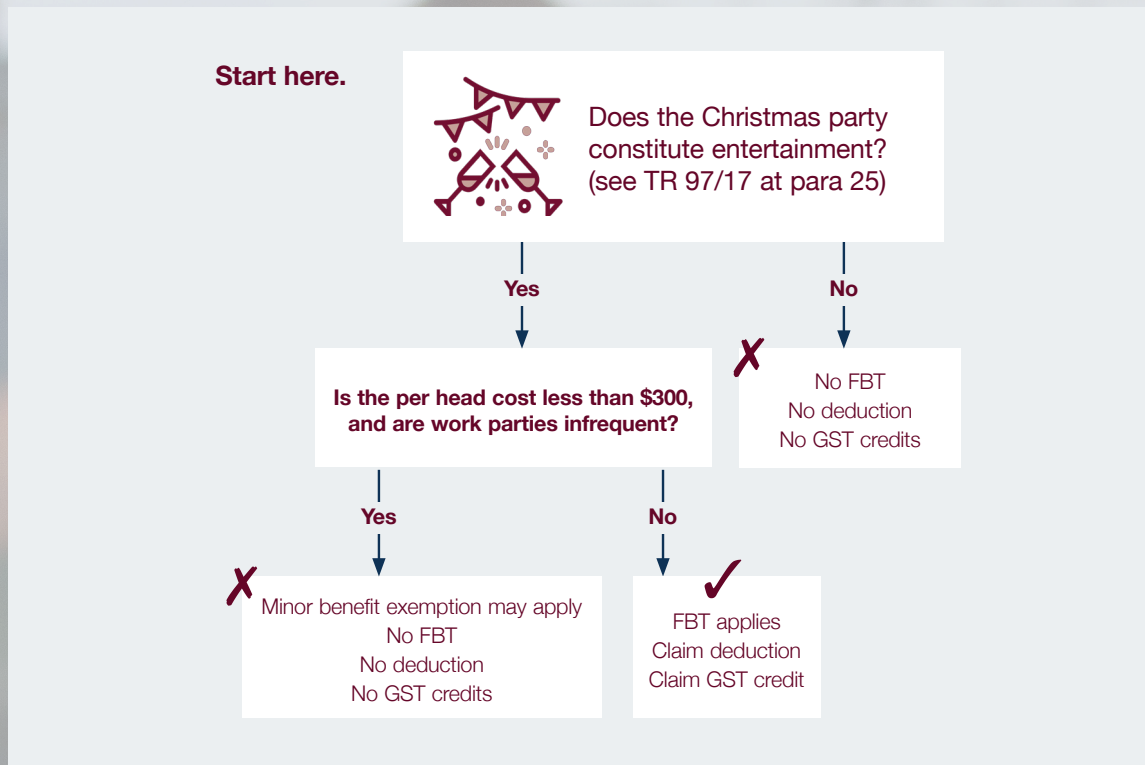 Start here.
Does the Christmas party
constitute entertainment?
(see TR 97/17 at para 25)
Yes
No
Is the per head cost less than $300,
and are work parties infrequent?
No FBT
No deduction
No GST credits
Yes
No
Minor benefit exemption may apply
No FBT
No deduction
No GST credits
FBT applies
Claim deduction
Claim GST credit